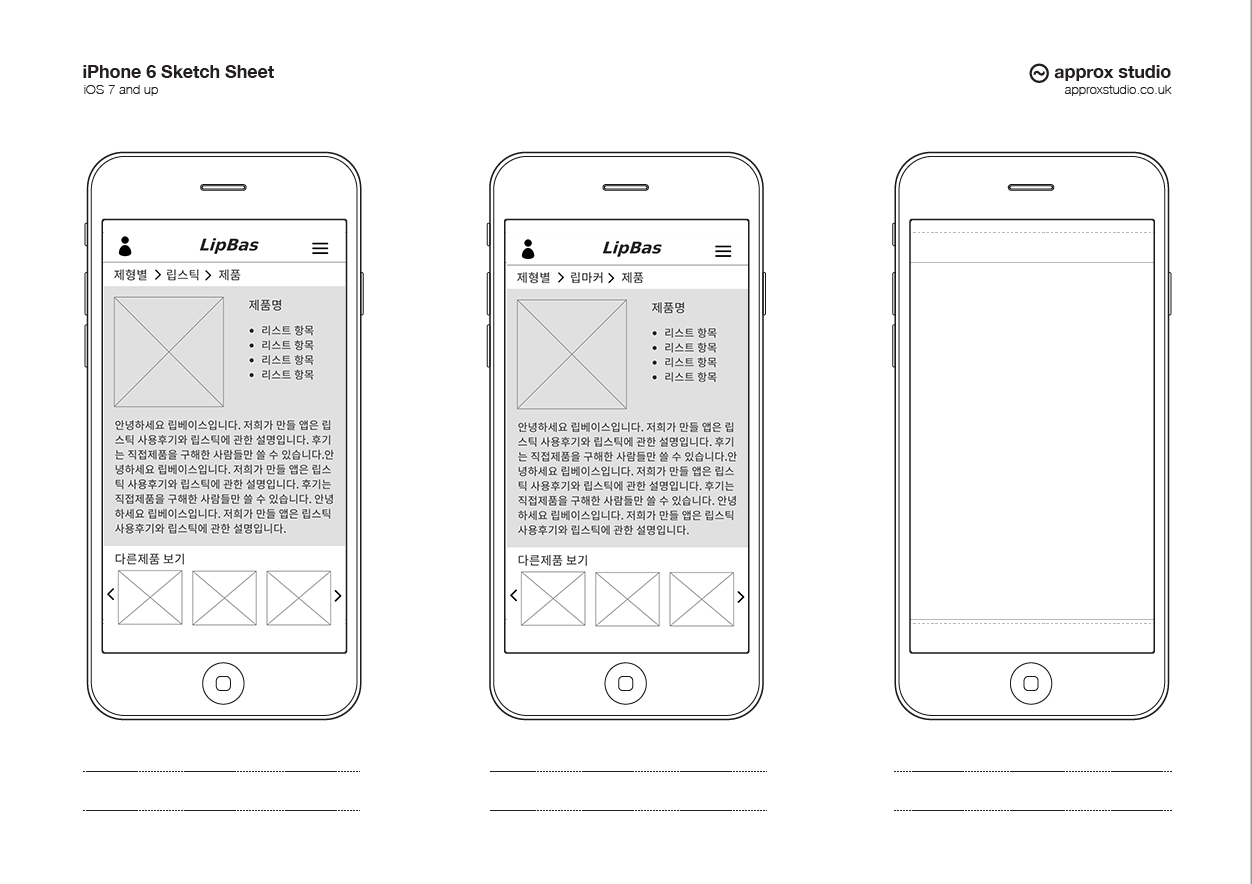 iPhone 6 Sketch Sheet
iOS 7 and up
approx studio
approxstudio.co.uk
LipBas
제형별 > 립스틱 > 제품
제품명
• 리스트 항목
• 리스트 항목
• 리스트 항목
• 리스트 항목
안녕하세요 립베이스입니다. 저희가 만들 앱은 립
스틱 사용후기와 립스틱에 관한 설명입니다. 후기
는 직접제품을 구해한 사람들만 쓸 수 있습니다.안
녕하세요 립베이스입니다. 저희가 만들 앱은 립스
틱 사용후기와 립스틱에 관한 설명입니다. 후기는
직접제품을 구해한 사람들만 쓸 수 있습니다. 안녕
하세요 립베이스입니다. 저희가 만들 앱은 립스틱
사용후기와 립스틱에 관한 설명입니다.
다른제품 보기
LipBas
제형별 > 립마커 > 제품
제품명
• 리스트 항목
• 리스트 항목
• 리스트 항목
• 리스트 항목
안녕하세요 립베이스입니다. 저희가 만들 앱은 립
스틱 사용후기와 립스틱에 관한 설명입니다. 후기
는 직접제품을 구해한 사람들만 쓸 수 있습니다.안
녕하세요 립베이스입니다. 저희가 만들 앱은 립스
틱 사용후기와 립스틱에 관한 설명입니다. 후기는
직접제품을 구해한 사람들만 쓸 수 있습니다. 안녕
하세요 립베이스입니다. 저희가 만들 앱은 립스틱
사용후기와 립스틱에 관한 설명입니다.
다른제품 보기